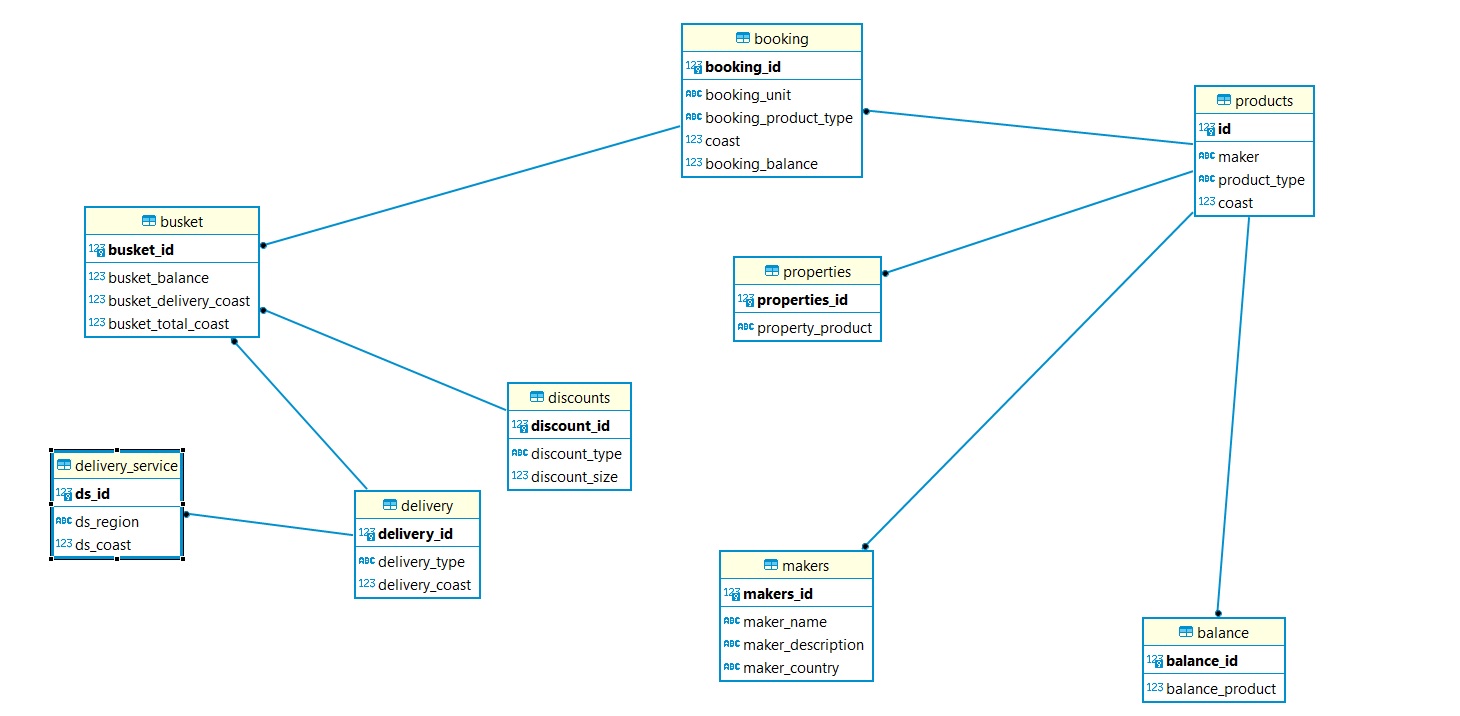 booking
123 booking_id
ABC booking_unit
ABC booking_product_type
123 coast
123 booking_balance
products
123 id
ABC maker
ABC product_type
123 coast
busket
123 busket_id
123 busket_balance
123 busket_delivery_coast
123 busket_total_coast
properties
123 properties_id
ABC property_product
discounts
123 discount_id
ABC discount_type
123 discount_size
delivery_service
123 ds_id
ABC ds_region
123 ds_coast
delivery
123 delivery_id
ABC delivery_type
123 delivery_coast
makers
123 makers_id
ABC maker_name
ABC maker_description
ABC maker_country
balance
123 balance_id
123 balance_product